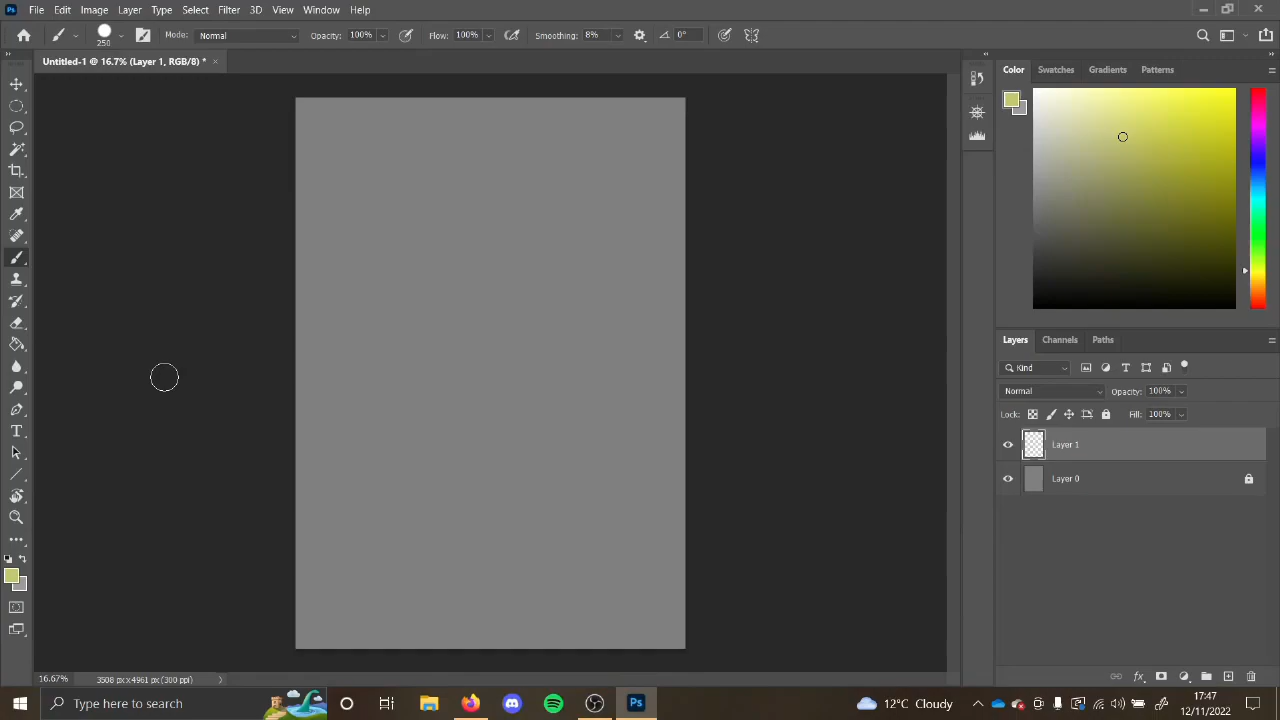 Ps File Edit Image Layer Type Select Filter 3D View Window Help
250 Mode: Normal Opacity: 100% Flow: 100% Smoothing: 8% 0°
Untitled-1 @ 16.7% (Layer 1, RGB/8) * ×
Color Swatches Gradients Patterns
Layers Channels Paths
Kind
Normal Opacity: 100%
Lock: Fill: 100%
Layer 1
Layer 0
16.67% 3508 px x 4961 px (300 ppi)
Type here to search Ps 12°C Cloudy 17:47
12/11/2022